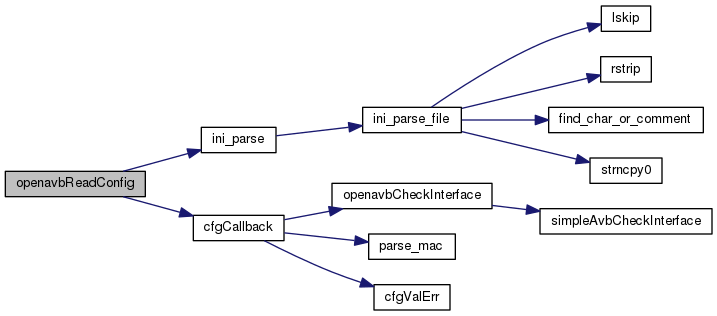 lskip
rstrip
ini_parse_file
find_char_or_comment
ini_parse
strncpy0
openavbReadConfig
openavbCheckInterface
simpleAvbCheckInterface
cfgCallback
parse_mac
cfgValErr